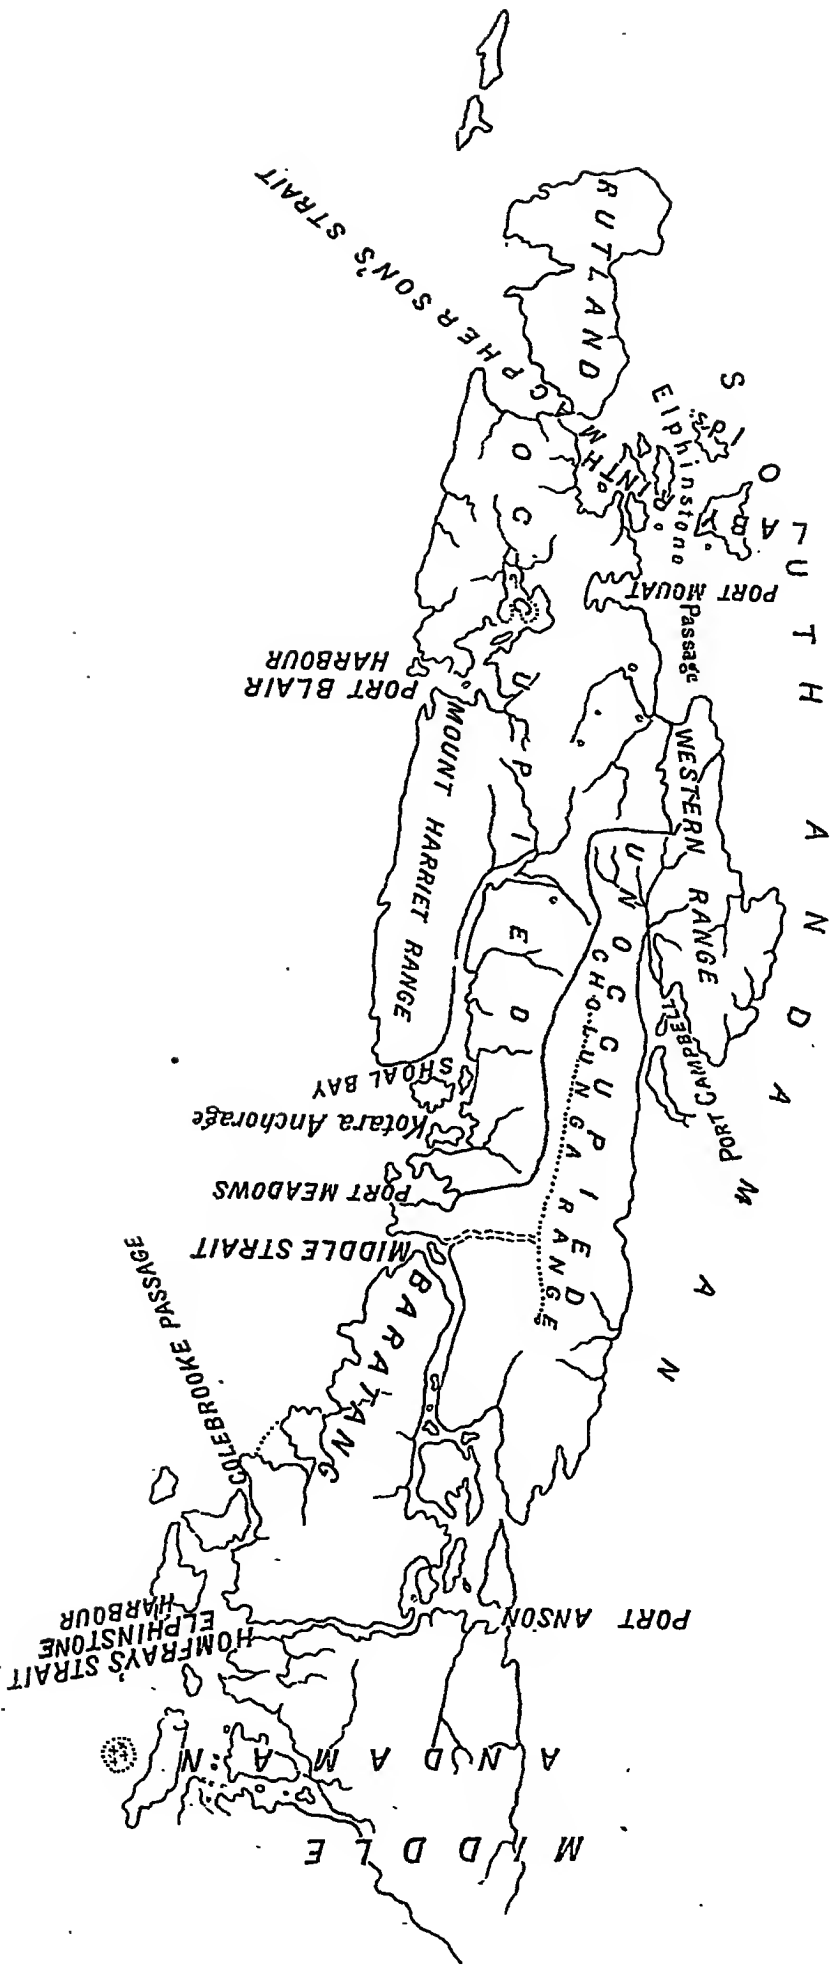 MIDDLE
ANDAMAN
HOMFRAY'S STRAIT
ELPHINSTONE
HARBOUR
PORT ANSON
COLEBROOKE PASSAGE
BARATANG
MIDDLE STRAIT
PORT MEADOWS
Kotara Anchorage
SHOAL BAY
CHOLUNGA RANGE
UNOCCUPIED
PORT CAMPBELL
WESTERN RANGE
MOUNT HARRIET RANGE
OCCUPIED
SOUTH ANDAMAN
PORT BLAIR
HARBOUR
PORT MOUAT
Elphinstone Passage
LABYRINTH
Ids.
MACPHERSON'S STRAIT
RUTLAND